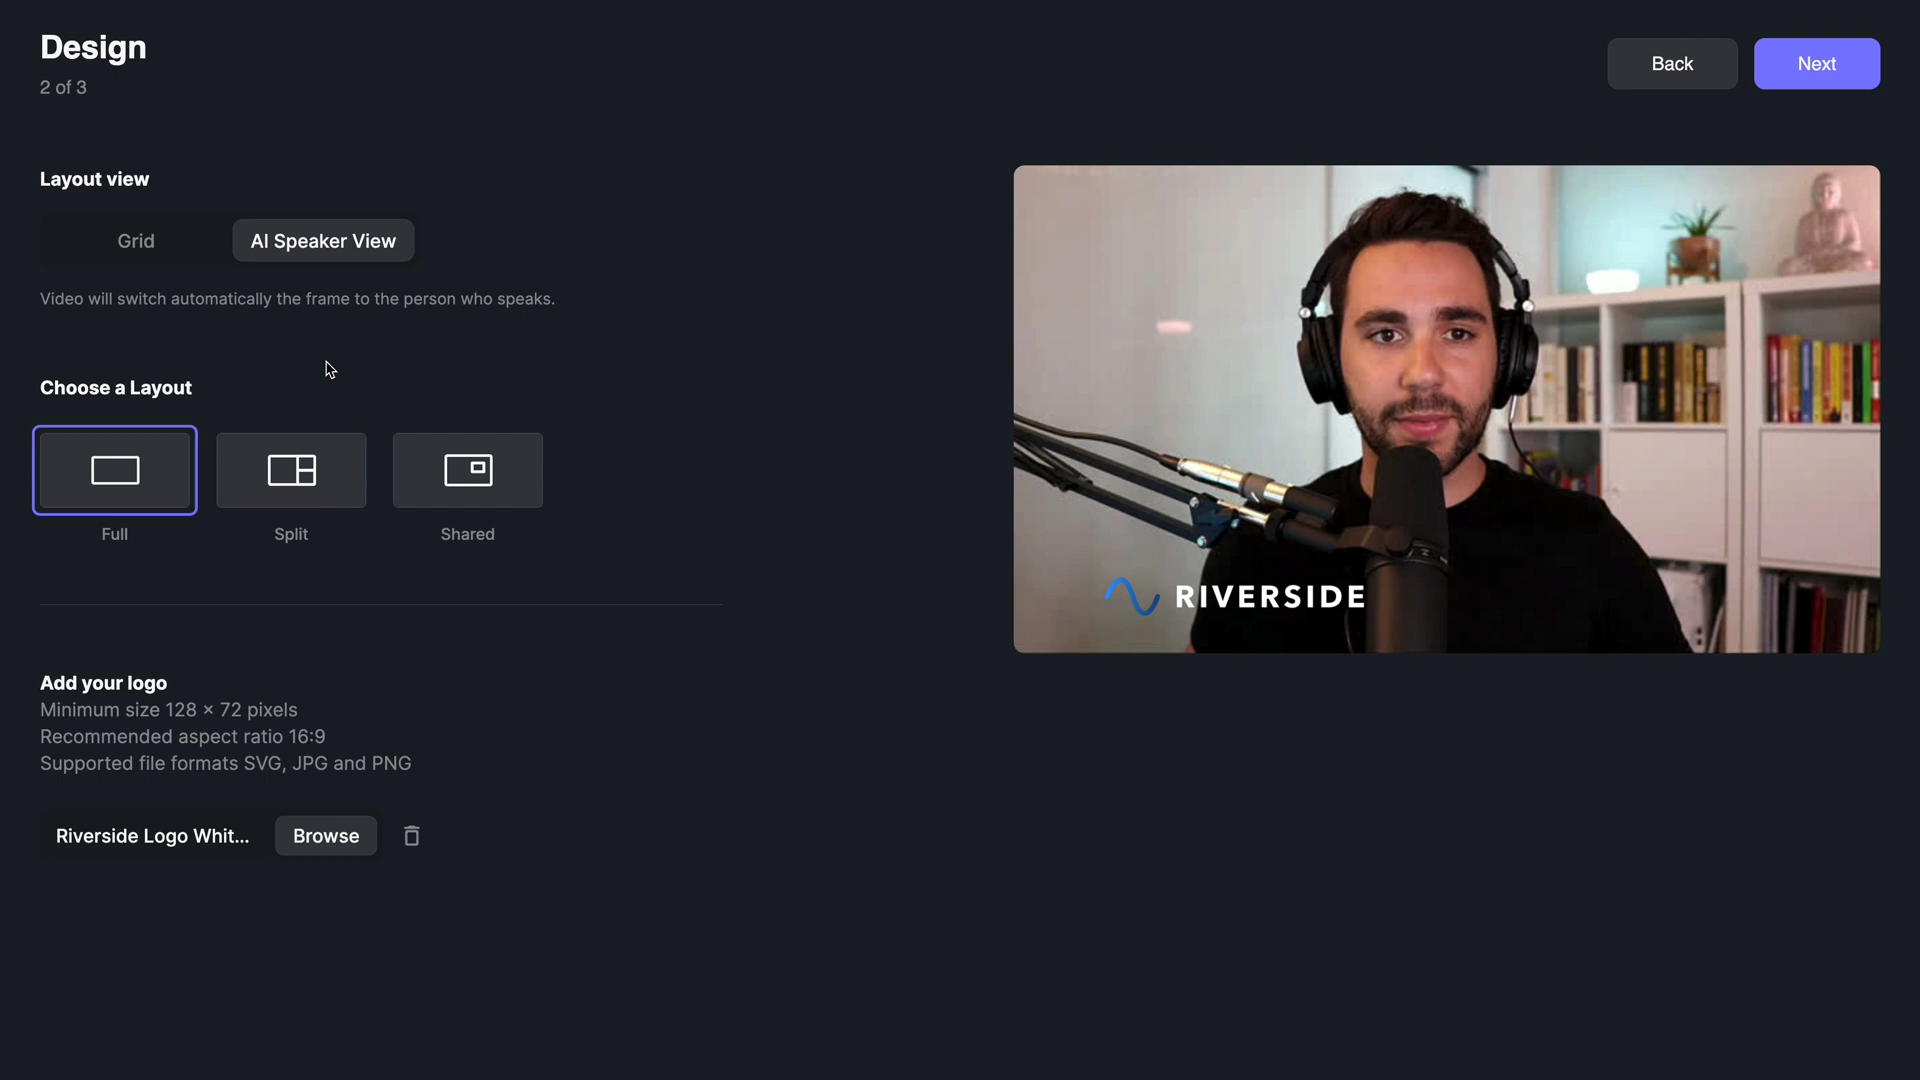 Design
2 of 3
Back
Next
Layout view
Grid
AI Speaker View
Video will switch automatically the frame to the person who speaks.
Choose a Layout
Full
Split
Shared
RIVERSIDE
Add your logo
Minimum size 128 × 72 pixels
Recommended aspect ratio 16:9
Supported file formats SVG, JPG and PNG
Riverside Logo Whit...
Browse